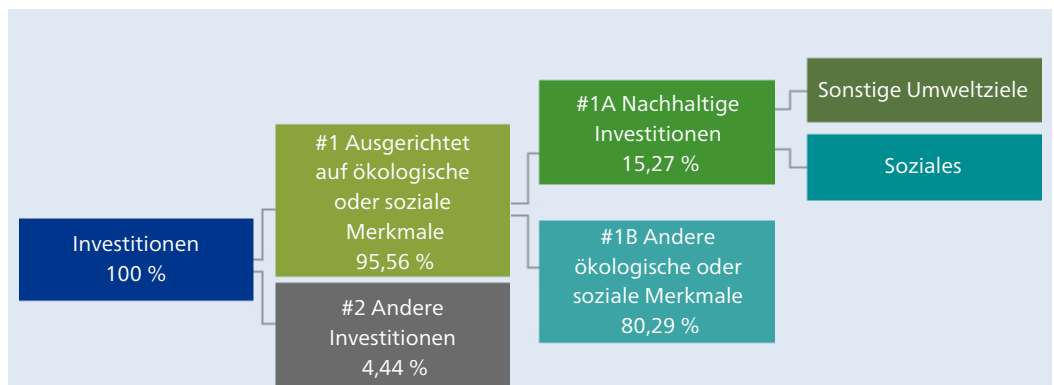 Investitionen
100 %
#1 Ausgerichtet
auf ökologische
oder soziale
Merkmale
95,56 %
#2 Andere
Investitionen
4,44 %
#1A Nachhaltige
Investitionen
15,27 %
#1B Andere
ökologische oder
soziale Merkmale
80,29 %
Sonstige Umweltziele
Soziales